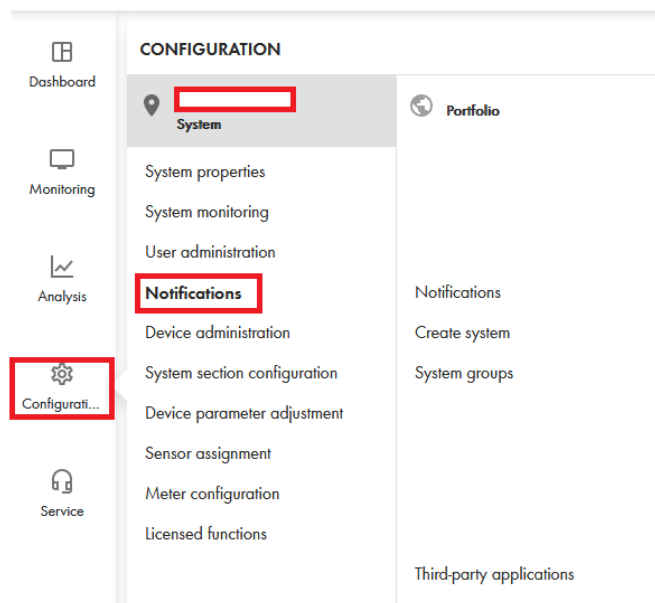 Dashboard
Monitoring
Analysis
Configurati...
Service
CONFIGURATION
System
System properties
System monitoring
User administration
Notifications
Device administration
System section configuration
Device parameter adjustment
Sensor assignment
Meter configuration
Licensed functions
Portfolio
Notifications
Create system
System groups
Third-party applications